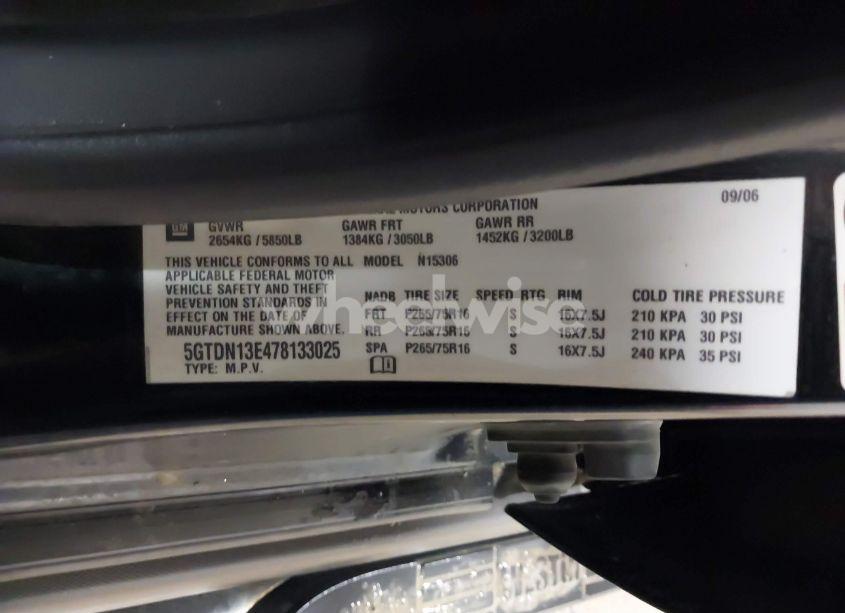 MOTORS CORPORATION 09/06
GM GVWR GAWR FRT GAWR RR
2654KG / 5850LB 1384KG / 3050LB 1452KG / 3200LB
THIS VEHICLE CONFORMS TO ALL MODEL N15306
APPLICABLE FEDERAL MOTOR
VEHICLE SAFETY AND THEFT
PREVENTION STANDARDS IN
EFFECT ON THE DATE OF
MANUFACTURE SHOWN ABOVE.
NADB TIRE SIZE SPEED RTG RIM COLD TIRE PRESSURE
FRT P265/75R16 S 16X7.5J 210 KPA 30 PSI
RR P265/75R16 S 16X7.5J 210 KPA 30 PSI
SPA P265/75R16 S 16X7.5J 240 KPA 35 PSI
5GTDN13E478133025
TYPE: M.P.V.
wheelwise